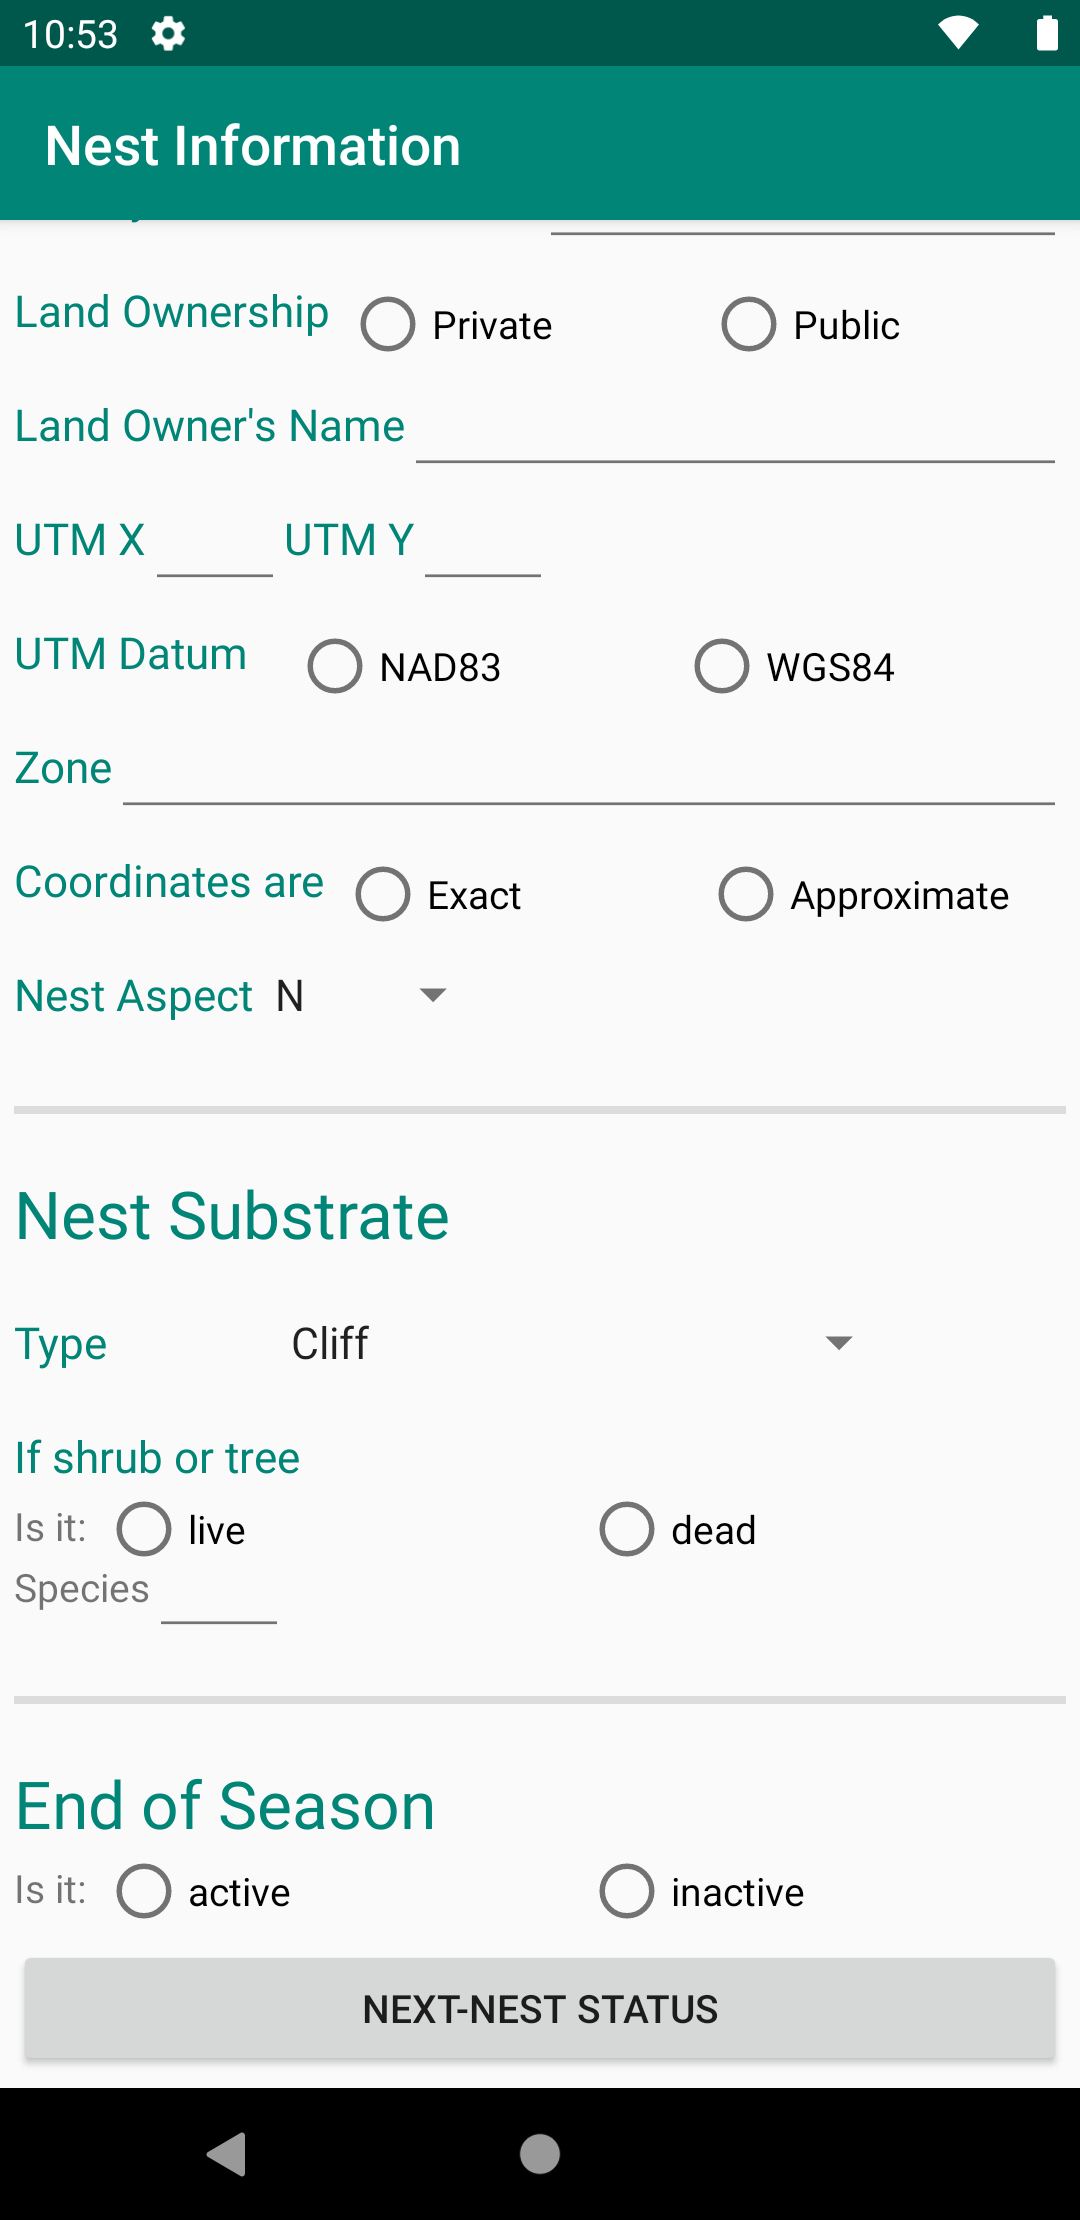 10:53
Nest Information
Land Ownership Private Public
Land Owner's Name
UTM X UTM Y
UTM Datum NAD83 WGS84
Zone
Coordinates are Exact Approximate
Nest Aspect N
Nest Substrate
Type Cliff
If shrub or tree
Is it: live dead
Species
End of Season
Is it: active inactive
NEXT-NEST STATUS